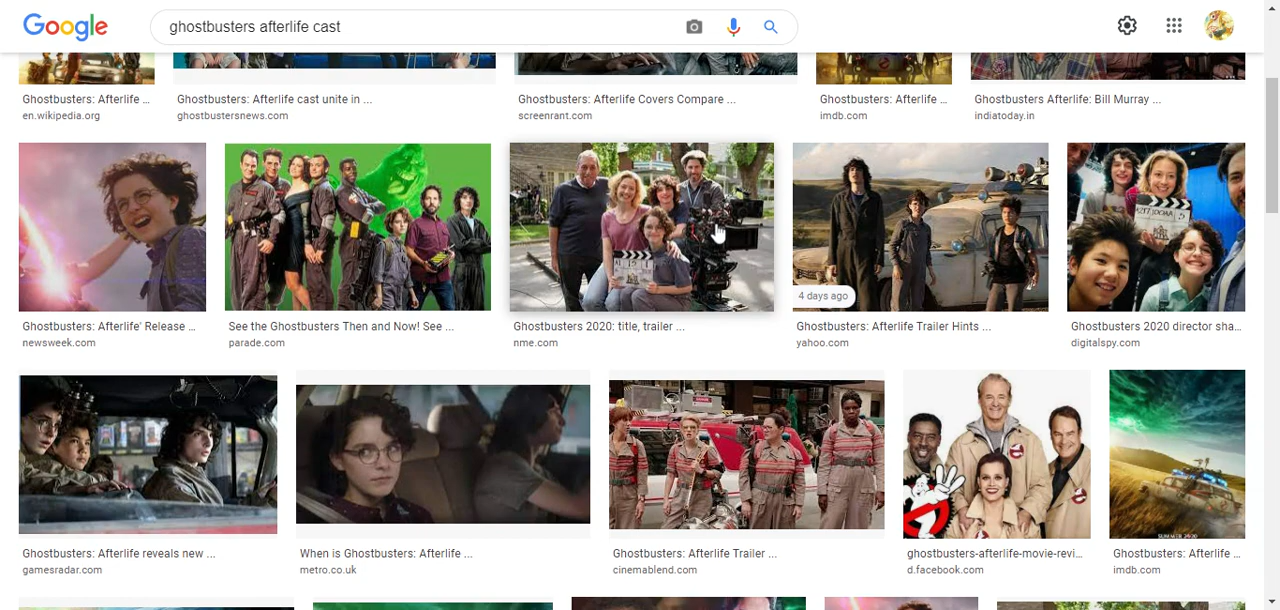 Google
ghostbusters afterlife cast
Ghostbusters: Afterlife ...
en.wikipedia.org
Ghostbusters: Afterlife cast unite in ...
ghostbustersnews.com
Ghostbusters: Afterlife Covers Compare ...
screenrant.com
Ghostbusters: Afterlife ...
imdb.com
Ghostbusters Afterlife: Bill Murray ...
indiatoday.in
4 days ago
Ghostbusters: Afterlife' Release ...
newsweek.com
See the Ghostbusters Then and Now! See ...
parade.com
Ghostbusters 2020: title, trailer ...
nme.com
Ghostbusters: Afterlife Trailer Hints ...
yahoo.com
Ghostbusters 2020 director sha...
digitalspy.com
SUMMER 2020
Ghostbusters: Afterlife reveals new ...
gamesradar.com
When is Ghostbusters: Afterlife ...
metro.co.uk
Ghostbusters: Afterlife Trailer ...
cinemablend.com
ghostbusters-afterlife-movie-revi...
d.facebook.com
Ghostbusters: Afterlife ...
imdb.com